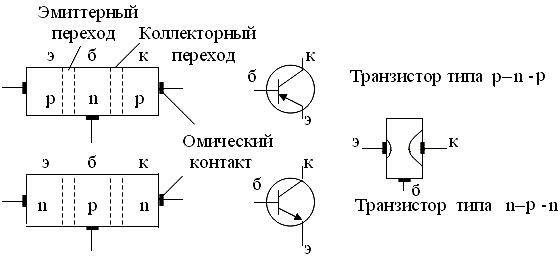 Эмиттерный
переход
Коллекторный
переход
э б к
p n p
Омический
контакт
э б к
n p n
к
б
э
Транзистор типа p–n -p
к
б
э
э к
б
Транзистор типа n–p -n